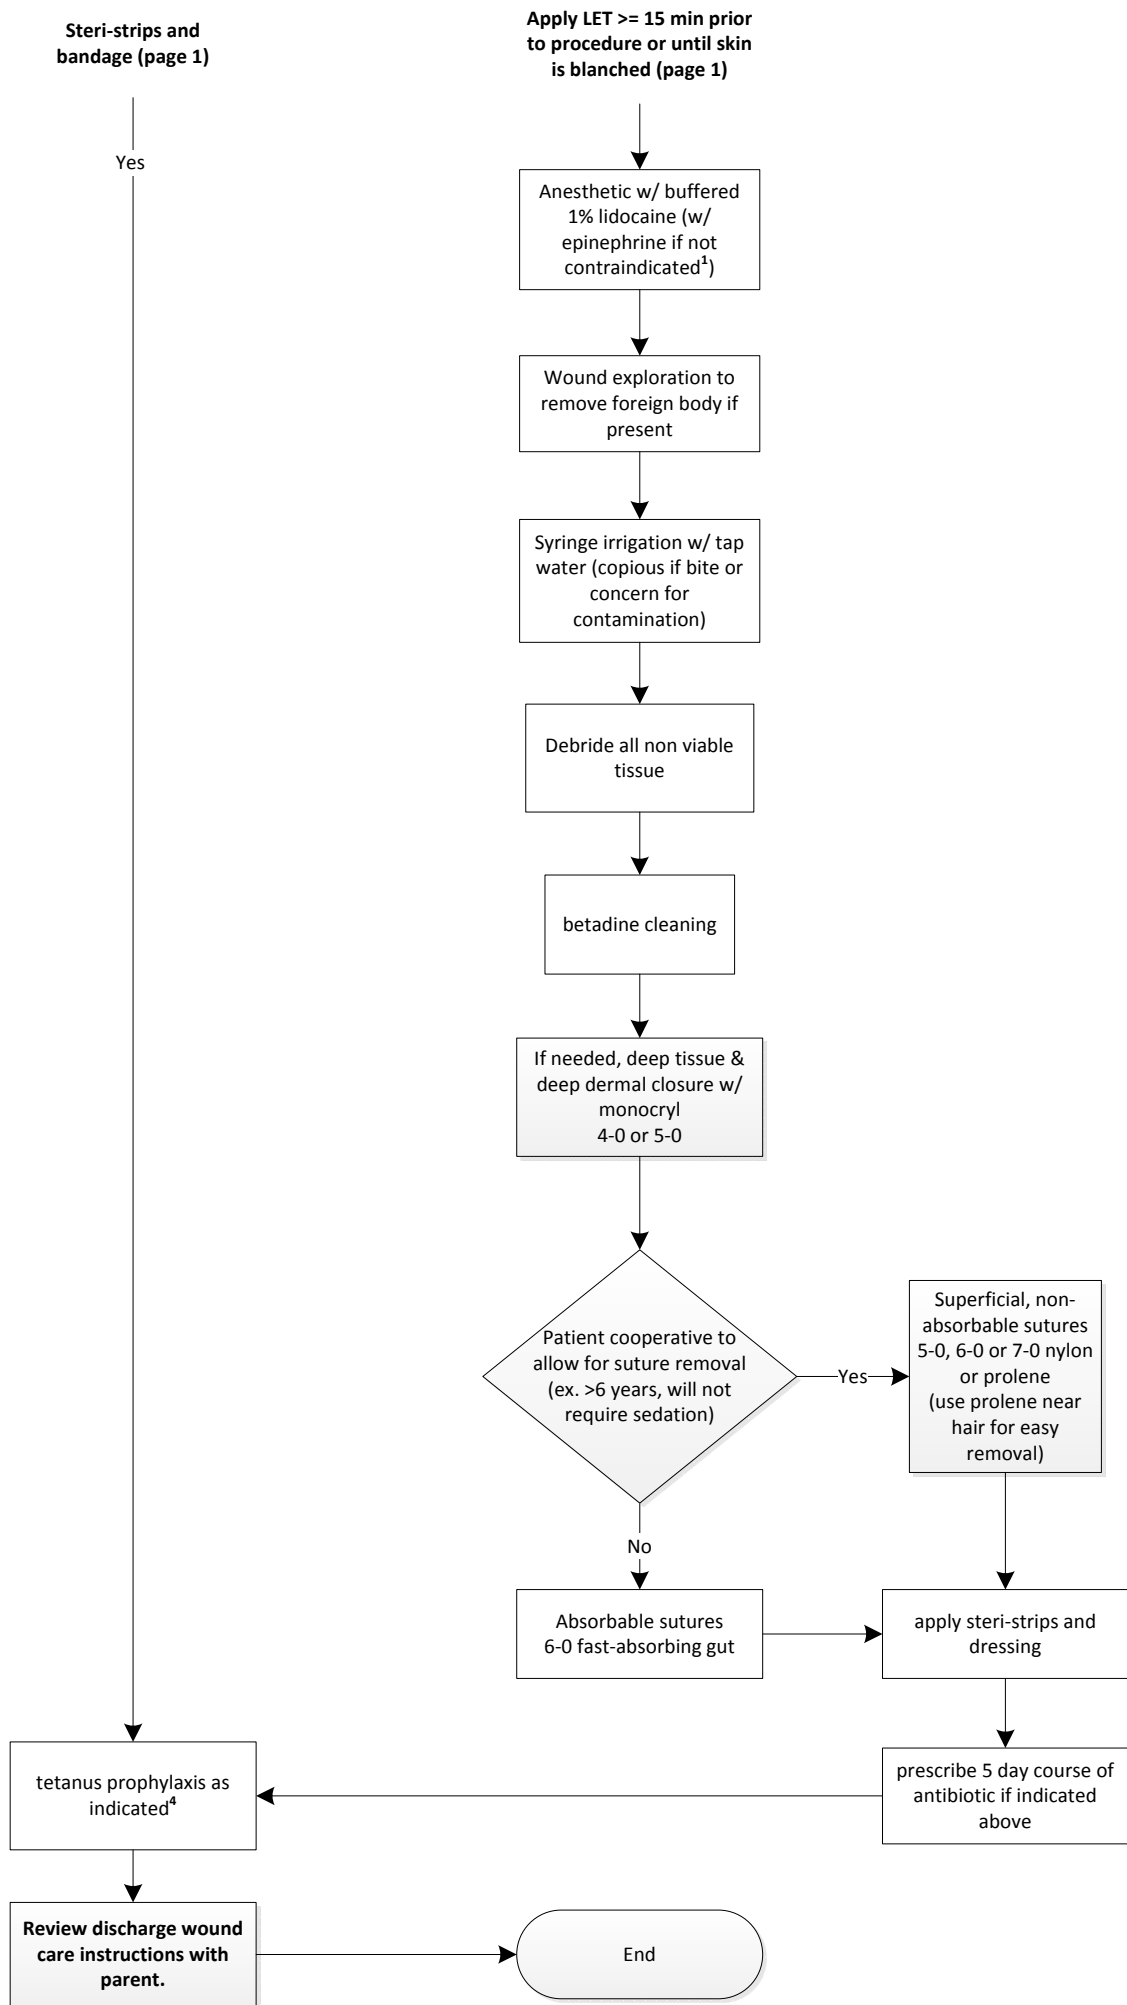 Steri-strips and
bandage (page 1)
Apply LET >= 15 min prior
to procedure or until skin
is blanched (page 1)
Yes
Anesthetic w/ buffered
1% lidocaine (w/
epinephrine if not
contraindicated¹)
Wound exploration to
remove foreign body if
present
Syringe irrigation w/ tap
water (copious if bite or
concern for
contamination)
Debride all non viable
tissue
betadine cleaning
If needed, deep tissue &
deep dermal closure w/
monocryl
4-0 or 5-0
Patient cooperative to
allow for suture removal
(ex. >6 years, will not
require sedation)
Yes
Superficial, non-
absorbable sutures
5-0, 6-0 or 7-0 nylon
or prolene
(use prolene near
hair for easy
removal)
No
Absorbable sutures
6-0 fast-absorbing gut
apply steri-strips and
dressing
prescribe 5 day course of
antibiotic if indicated
above
tetanus prophylaxis as
indicated⁴
Review discharge wound
care instructions with
parent.
End